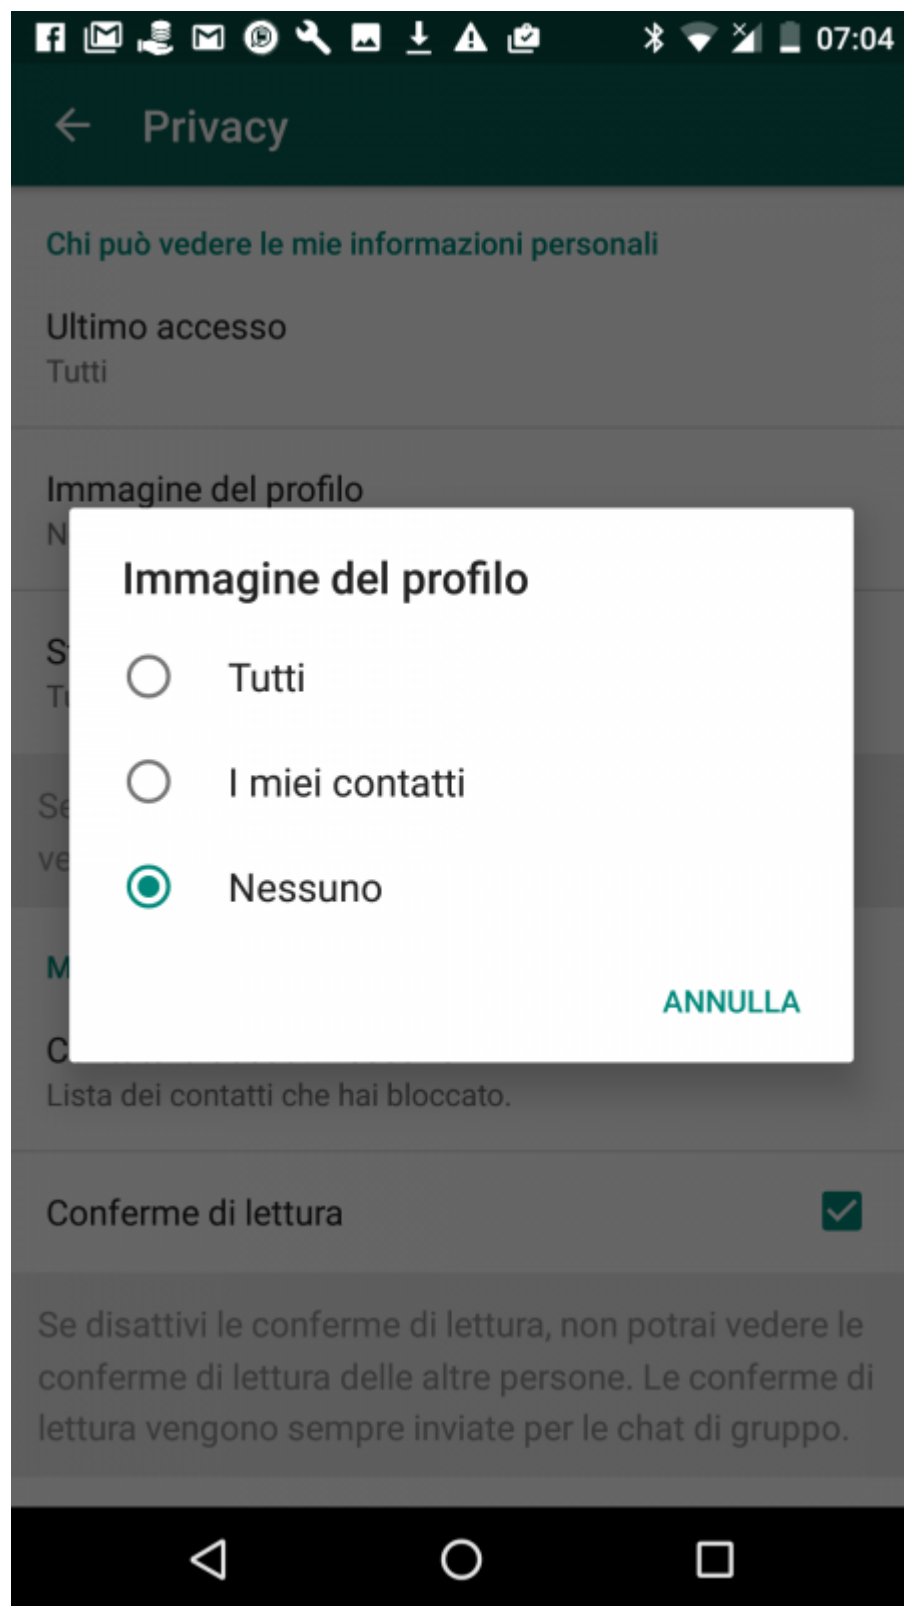 07:04
Privacy
Chi può vedere le mie informazioni personali
Ultimo accesso
Tutti
Immagine del profilo
Immagine del profilo
Tutti
I miei contatti
Nessuno
ANNULLA
Lista dei contatti che hai bloccato.
Conferme di lettura
Se disattivi le conferme di lettura, non potrai vedere le
conferme di lettura delle altre persone. Le conferme di
lettura vengono sempre inviate per le chat di gruppo.